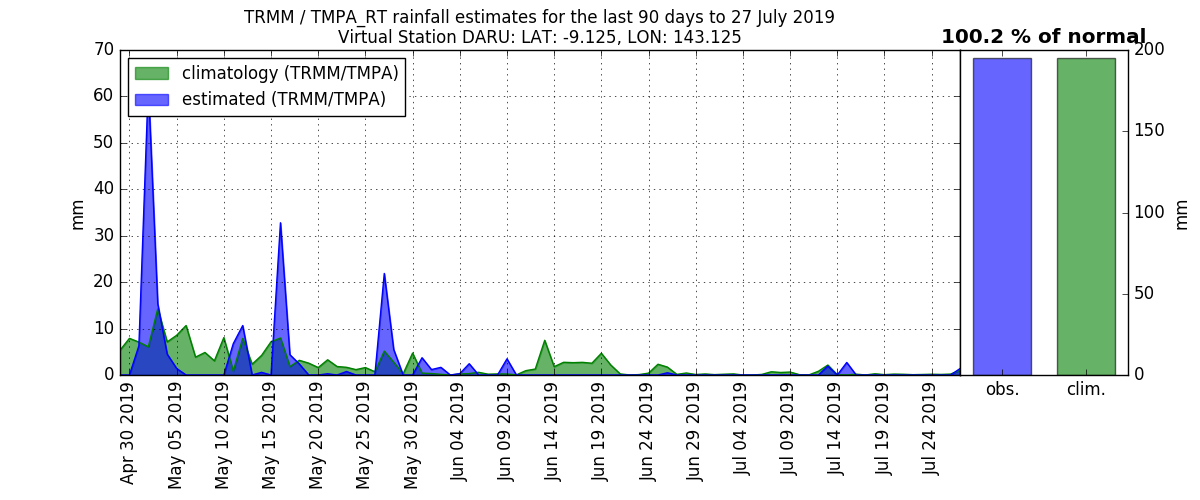 TRMM / TMPA_RT rainfall estimates for the last 90 days to 27 July 2019
Virtual Station DARU: LAT: -9.125, LON: 143.125
100.2 % of normal
climatology (TRMM/TMPA)
estimated (TRMM/TMPA)
70
60
50
40
30
20
10
0
mm
Apr 30 2019
May 05 2019
May 10 2019
May 15 2019
May 20 2019
May 25 2019
May 30 2019
Jun 04 2019
Jun 09 2019
Jun 14 2019
Jun 19 2019
Jun 24 2019
Jun 29 2019
Jul 04 2019
Jul 09 2019
Jul 14 2019
Jul 19 2019
Jul 24 2019
200
150
100
50
0
mm
obs.
clim.